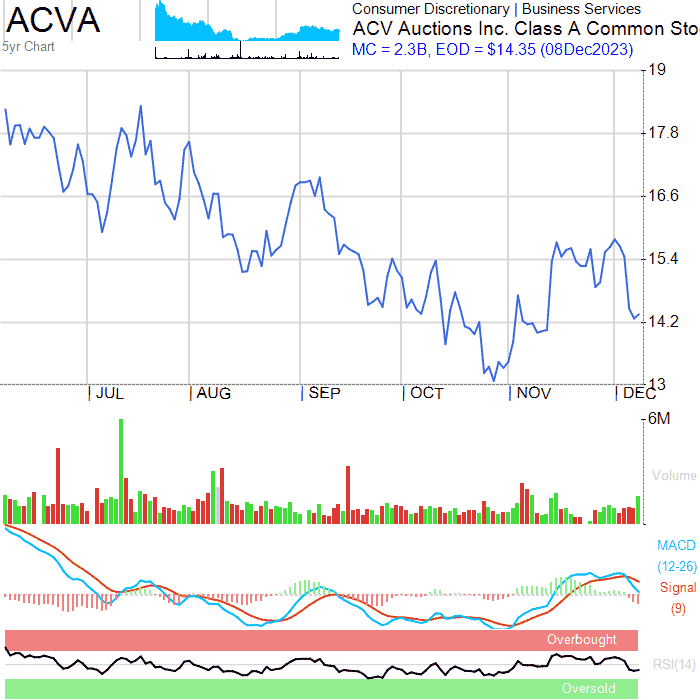 ACVA
5yr Chart
Consumer Discretionary | Business Services
ACV Auctions Inc. Class A Common Sto
MC = 2.3B, EOD = $14.35 (08Dec2023)
19
17.8
16.6
15.4
14.2
13
JUL AUG SEP OCT NOV DEC
6M
Volume
MACD
(12-26)
Signal
(9)
Overbought
RSI(14)
Oversold